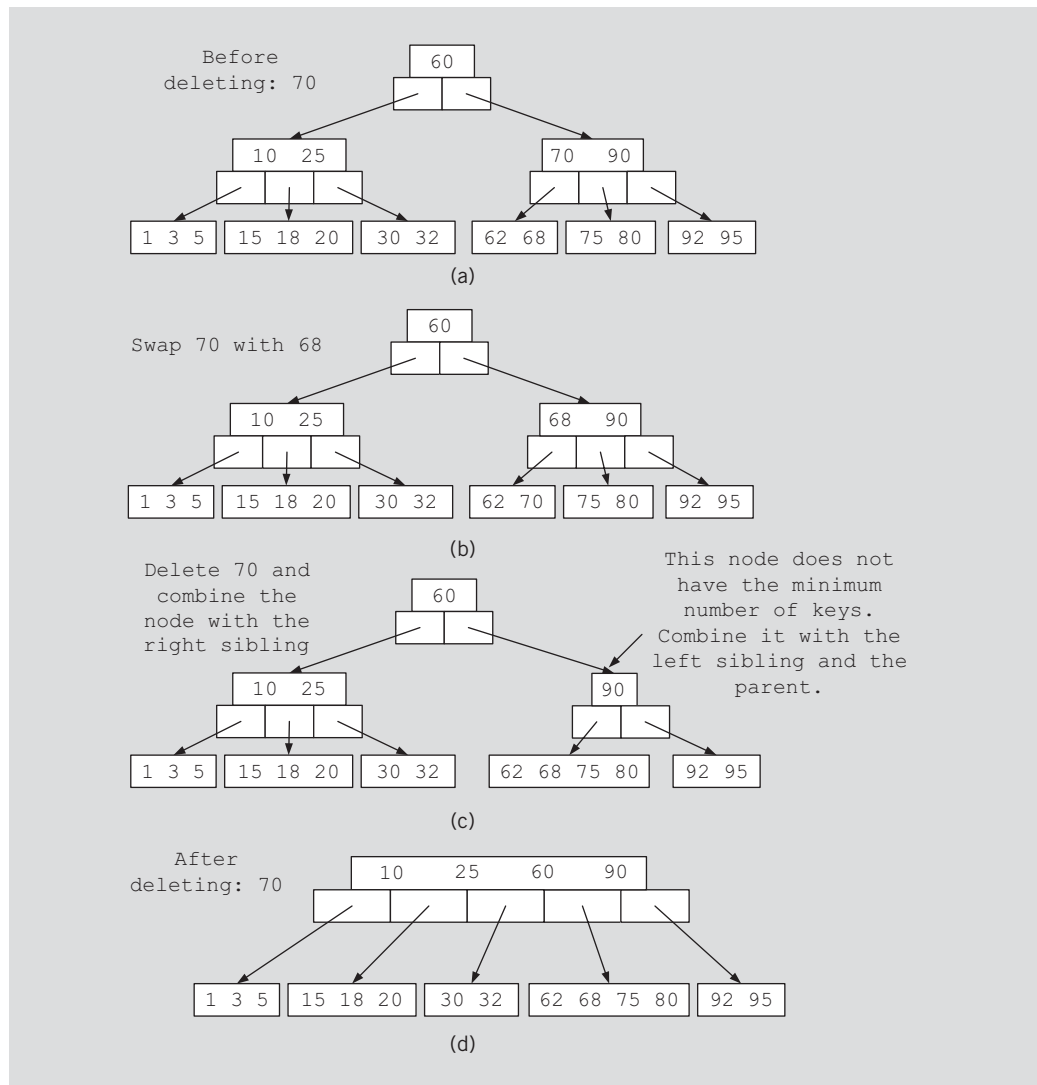 Before
deleting: 70
60
10 25
70 90
1 3 5
15 18 20
30 32
62 68
75 80
92 95
(a)
Swap 70 with 68
60
10 25
68 90
1 3 5
15 18 20
30 32
62 70
75 80
92 95
(b)
Delete 70 and
combine the
node with the
right sibling
60
This node does not
have the minimum
number of keys.
Combine it with the
left sibling and the
parent.
10 25
90
1 3 5
15 18 20
30 32
62 68 75 80
92 95
(c)
After
deleting: 70
10 25 60 90
1 3 5
15 18 20
30 32
62 68 75 80
92 95
(d)